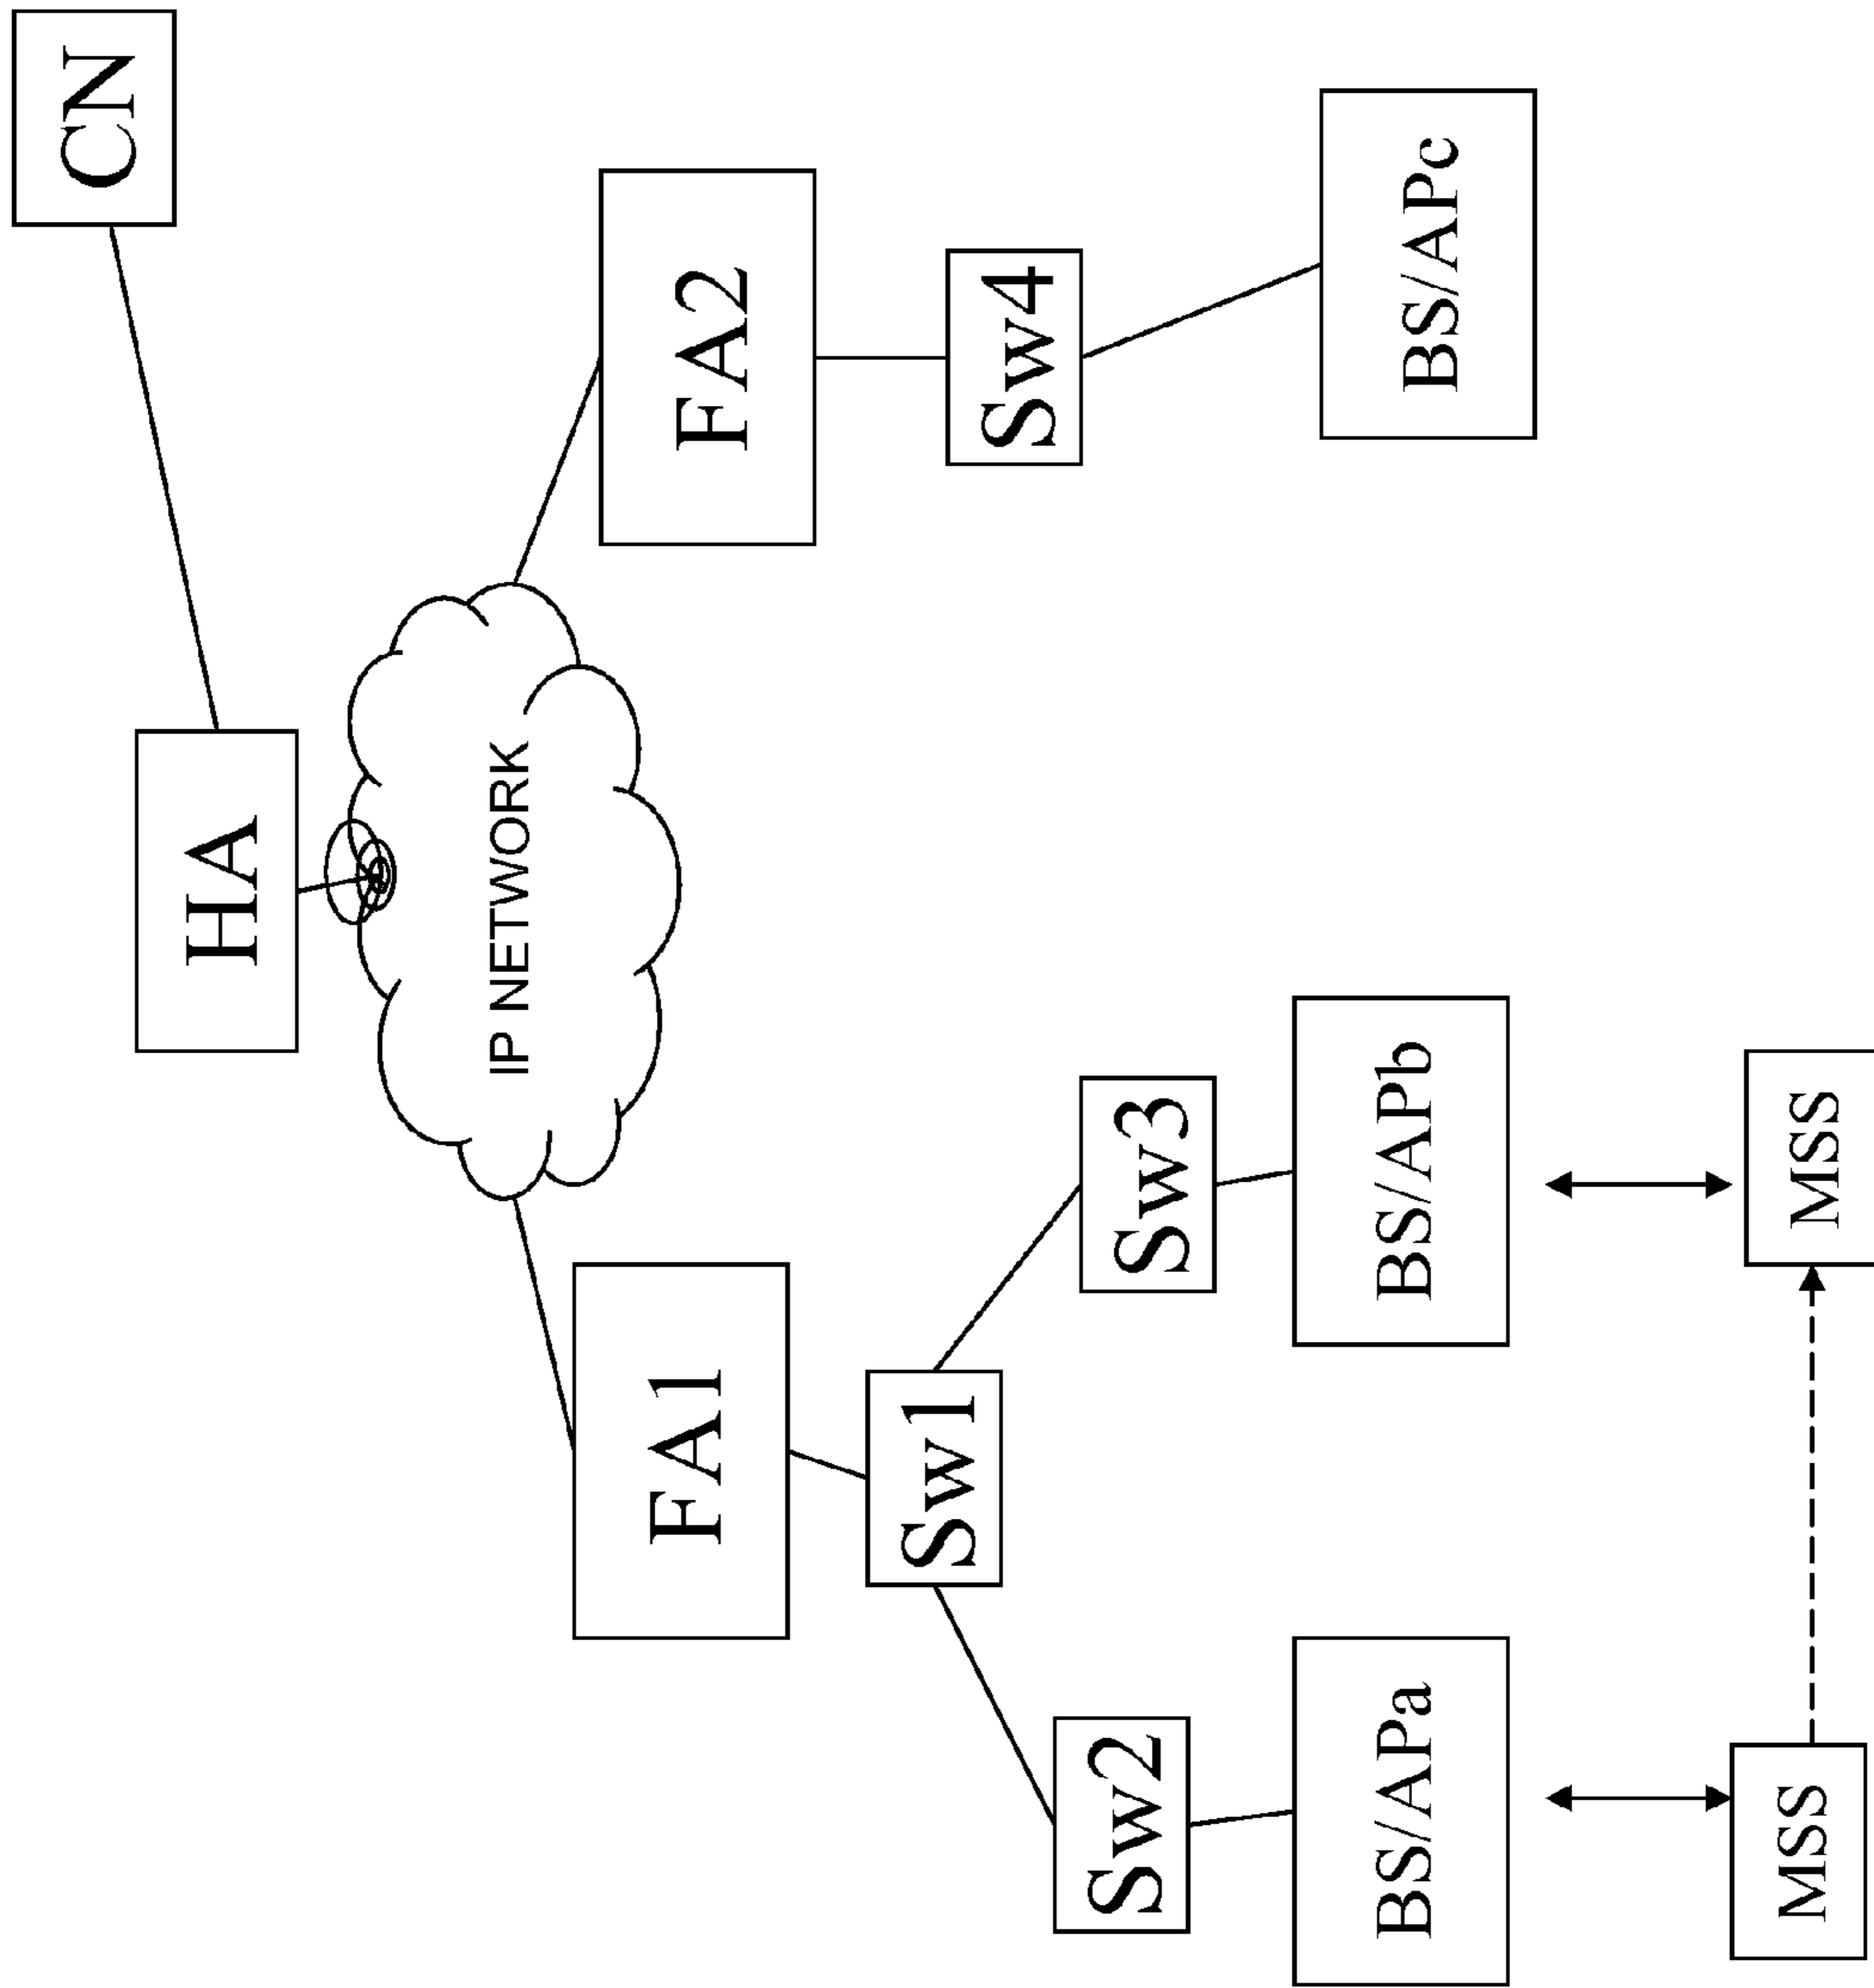 CN
HA
IP NETWORK
FA1
FA2
Sw1
Sw4
Sw2
Sw3
BS/APa
BS/APb
BS/APc
MSS
MSS